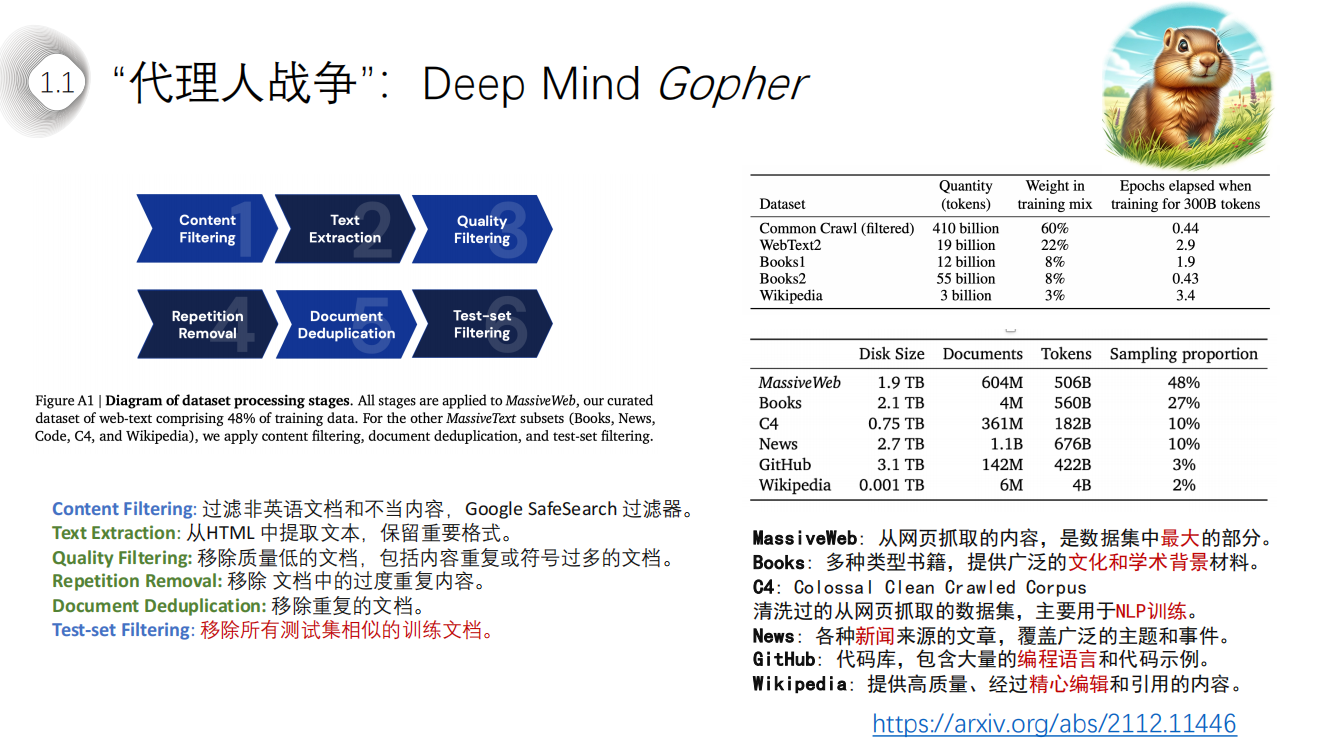 1.1
“代理人战争”：Deep Mind Gopher
Content Filtering 1
Text Extraction 2
Quality Filtering 3
Repetition Removal 4
Document Deduplication 5
Test-set Filtering 6
Figure A1 | Diagram of dataset processing stages. All stages are applied to MassiveWeb, our curated
dataset of web-text comprising 48% of training data. For the other MassiveText subsets (Books, News,
Code, C4, and Wikipedia), we apply content filtering, document deduplication, and test-set filtering.
Content Filtering: 过滤非英语文档和不当内容，Google SafeSearch 过滤器。
Text Extraction: 从HTML 中提取文本，保留重要格式。
Quality Filtering: 移除质量低的文档，包括内容重复或符号过多的文档。
Repetition Removal: 移除 文档中的过度重复内容。
Document Deduplication: 移除重复的文档。
Test-set Filtering: 移除所有测试集相似的训练文档。
Dataset Quantity (tokens) Weight in training mix Epochs elapsed when training for 300B tokens
Common Crawl (filtered) 410 billion 60% 0.44
WebText2 19 billion 22% 2.9
Books1 12 billion 8% 1.9
Books2 55 billion 8% 0.43
Wikipedia 3 billion 3% 3.4
Disk Size Documents Tokens Sampling proportion
MassiveWeb 1.9 TB 604M 506B 48%
Books 2.1 TB 4M 560B 27%
C4 0.75 TB 361M 182B 10%
News 2.7 TB 1.1B 676B 10%
GitHub 3.1 TB 142M 422B 3%
Wikipedia 0.001 TB 6M 4B 2%
MassiveWeb: 从网页抓取的内容，是数据集中最大的部分。
Books: 多种类型书籍，提供广泛的文化和学术背景材料。
C4: Colossal Clean Crawled Corpus
清洗过的从网页抓取的数据集，主要用于NLP训练。
News: 各种新闻来源的文章，覆盖广泛的主题和事件。
GitHub: 代码库，包含大量的编程语言和代码示例。
Wikipedia: 提供高质量、经过精心编辑和引用的内容。
https://arxiv.org/abs/2112.11446